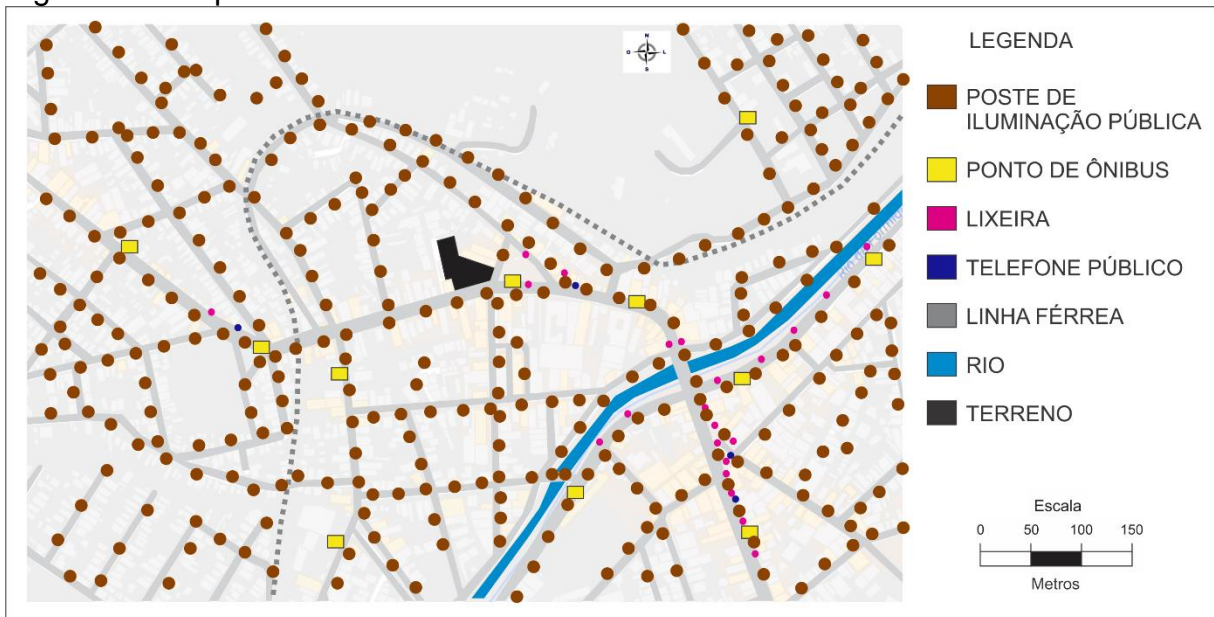 N
O L
S
LEGENDA
POSTE DE
ILUMINAÇÃO PÚBLICA
PONTO DE ÔNIBUS
LIXEIRA
TELEFONE PÚBLICO
LINHA FÉRREA
RIO
TERRENO
Escala
0 50 100 150
Metros